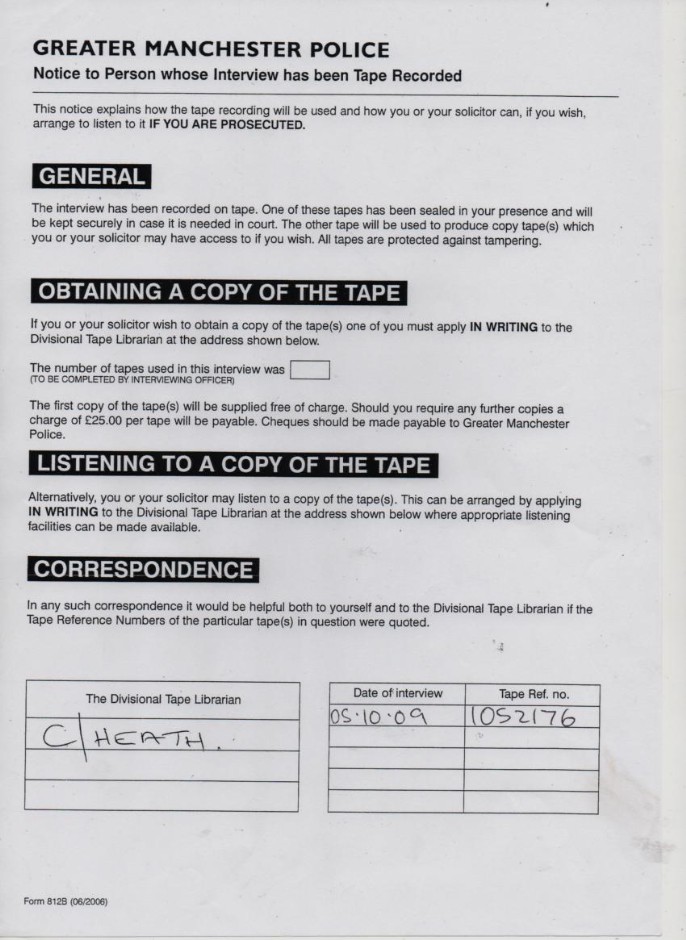 GREATER MANCHESTER POLICE
Notice to Person whose Interview has been Tape Recorded
This notice explains how the tape recording will be used and how you or your solicitor can, if you wish,
arrange to listen to it IF YOU ARE PROSECUTED.
GENERAL
The interview has been recorded on tape. One of these tapes has been sealed in your presence and will
be kept securely in case it is needed in court. The other tape will be used to produce copy tape(s) which
you or your solicitor may have access to if you wish. All tapes are protected against tampering.
OBTAINING A COPY OF THE TAPE
If you or your solicitor wish to obtain a copy of the tape(s) one of you must apply IN WRITING to the
Divisional Tape Librarian at the address shown below.
The number of tapes used in this interview was
(TO BE COMPLETED BY INTERVIEWING OFFICER)
The first copy of the tape(s) will be supplied free of charge. Should you require any further copies a
charge of £25.00 per tape will be payable. Cheques should be made payable to Greater Manchester
Police.
LISTENING TO A COPY OF THE TAPE
Alternatively, you or your solicitor may listen to a copy of the tape(s). This can be arranged by applying
IN WRITING to the Divisional Tape Librarian at the address shown below where appropriate listening
facilities can be made available.
CORRESPONDENCE
In any such correspondence it would be helpful both to yourself and to the Divisional Tape Librarian if the
Tape Reference Numbers of the particular tape(s) in question were quoted.
The Divisional Tape Librarian
C/HEATH.
Date of interview Tape Ref. no.
05.10.09 1052176
Form 812B (06/2006)